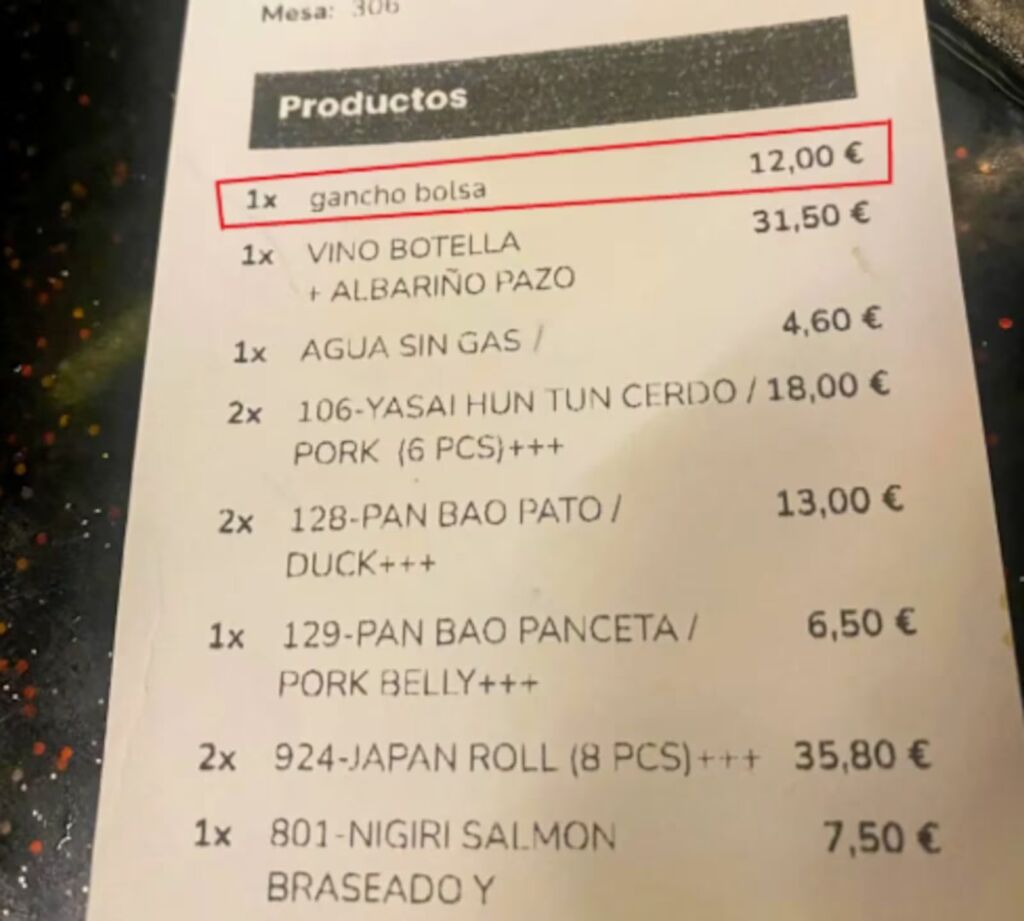 Mesa: 306
Productos
1x gancho bolsa 12,00 €
1x VINO BOTELLA 31,50 €
+ ALBARIÑO PAZO
1x AGUA SIN GAS / 4,60 €
2x 106-YASAI HUN TUN CERDO / 18,00 €
PORK (6 PCS)+++
2x 128-PAN BAO PATO / 13,00 €
DUCK+++
1x 129-PAN BAO PANCETA / 6,50 €
PORK BELLY+++
2x 924-JAPAN ROLL (8 PCS)+++ 35,80 €
1x 801-NIGIRI SALMON 7,50 €
BRASEADO Y